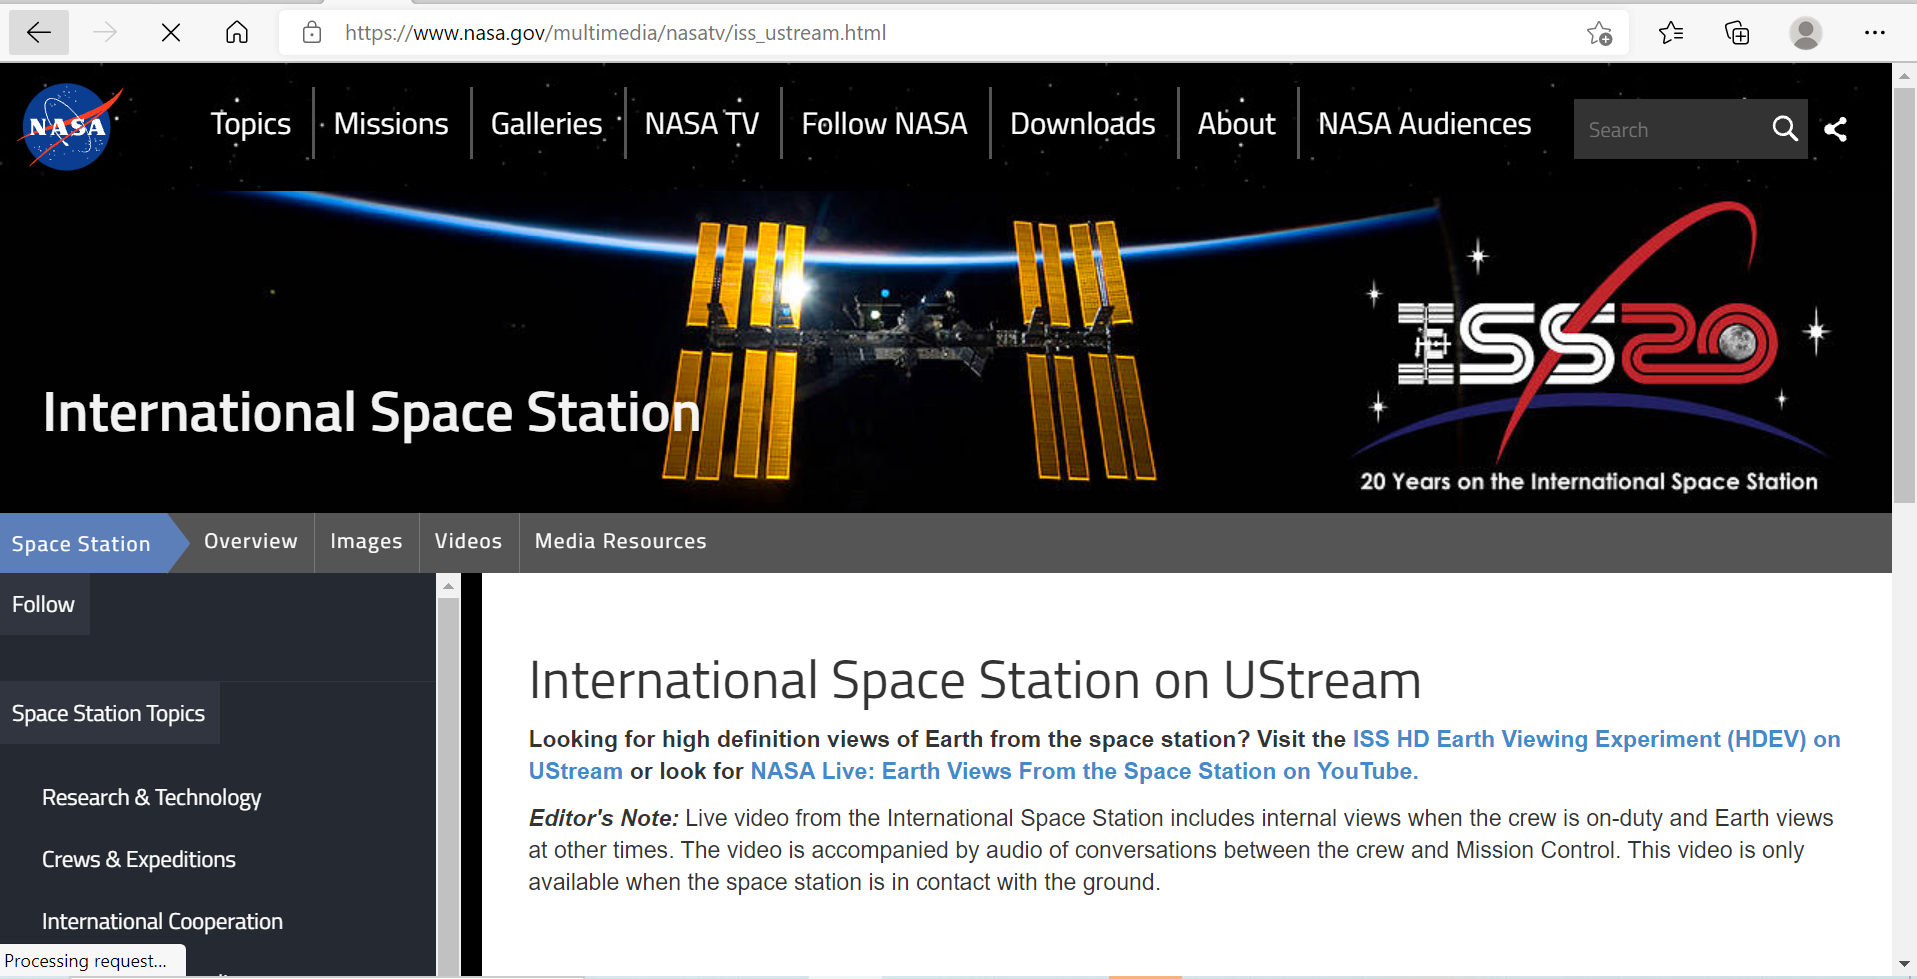 https://www.nasa.gov/multimedia/nasatv/iss_ustream.html
NASA
Topics
Missions
Galleries
NASA TV
Follow NASA
Downloads
About
NASA Audiences
Search
ISS20
International Space Station
20 Years on the International Space Station
Space Station
Overview
Images
Videos
Media Resources
Follow
Space Station Topics
Research & Technology
Crews & Expeditions
International Cooperation
International Space Station on UStream
Looking for high definition views of Earth from the space station? Visit the ISS HD Earth Viewing Experiment (HDEV) on
UStream or look for NASA Live: Earth Views From the Space Station on YouTube.
Editor's Note: Live video from the International Space Station includes internal views when the crew is on-duty and Earth views
at other times. The video is accompanied by audio of conversations between the crew and Mission Control. This video is only
available when the space station is in contact with the ground.
Processing request...